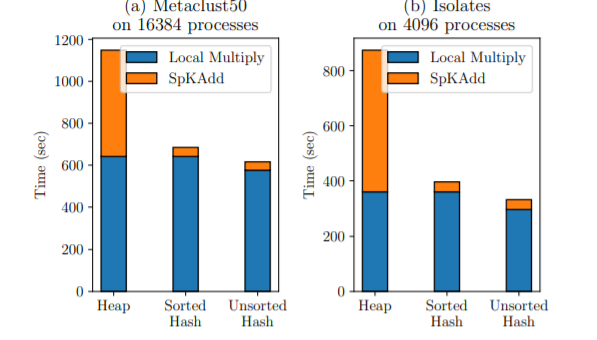 (a) Metaclust50
on 16384 processes
1200
1000
800
600
400
200
0
Time (sec)
Local Multiply
SpKAdd
Heap
Sorted
Hash
Unsorted
Hash
(b) Isolates
on 4096 processes
800
600
400
200
0
Time (sec)
Local Multiply
SpKAdd
Heap
Sorted
Hash
Unsorted
Hash